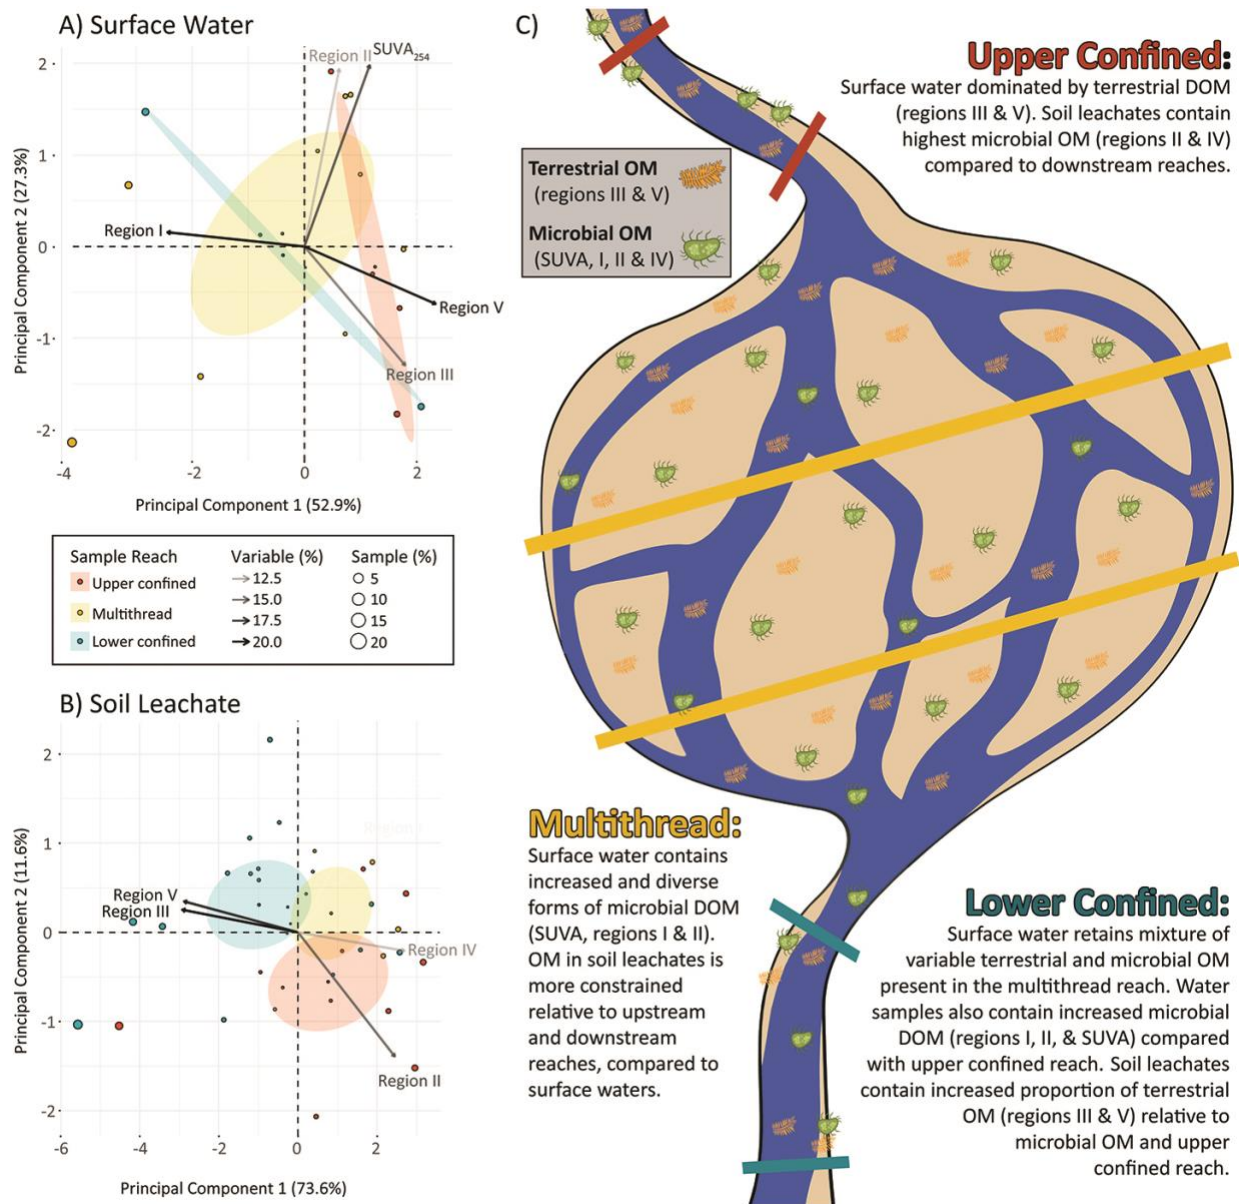 A) Surface Water
Region II
SUVA254
Region I
Region V
Region III
2
1
0
-1
-2
-4
-2
0
2
Principal Component 2 (27.3%)
Principal Component 1 (52.9%)
Sample Reach
Upper confined
Multithread
Lower confined
Variable (%)
12.5
15.0
17.5
20.0
Sample (%)
5
10
15
20
B) Soil Leachate
Region I
Region V
Region III
Region IV
Region II
2
1
0
-1
-2
-6
-4
-2
0
2
Principal Component 2 (11.6%)
Principal Component 1 (73.6%)
C)
Upper Confined:
Surface water dominated by terrestrial DOM
(regions III & V). Soil leachates contain
highest microbial OM (regions II & IV)
compared to downstream reaches.
Terrestrial OM
(regions III & V)
Microbial OM
(SUVA, I, II & IV)
Multithread:
Surface water contains
increased and diverse
forms of microbial DOM
(SUVA, regions I & II).
OM in soil leachates is
more constrained
relative to upstream
and downstream
reaches, compared to
surface waters.
Lower Confined:
Surface water retains mixture of
variable terrestrial and microbial OM
present in the multithread reach. Water
samples also contain increased microbial
DOM (regions I, II, & SUVA) compared
with upper confined reach. Soil leachates
contain increased proportion of terrestrial
OM (regions III & V) relative to
microbial OM and upper
confined reach.